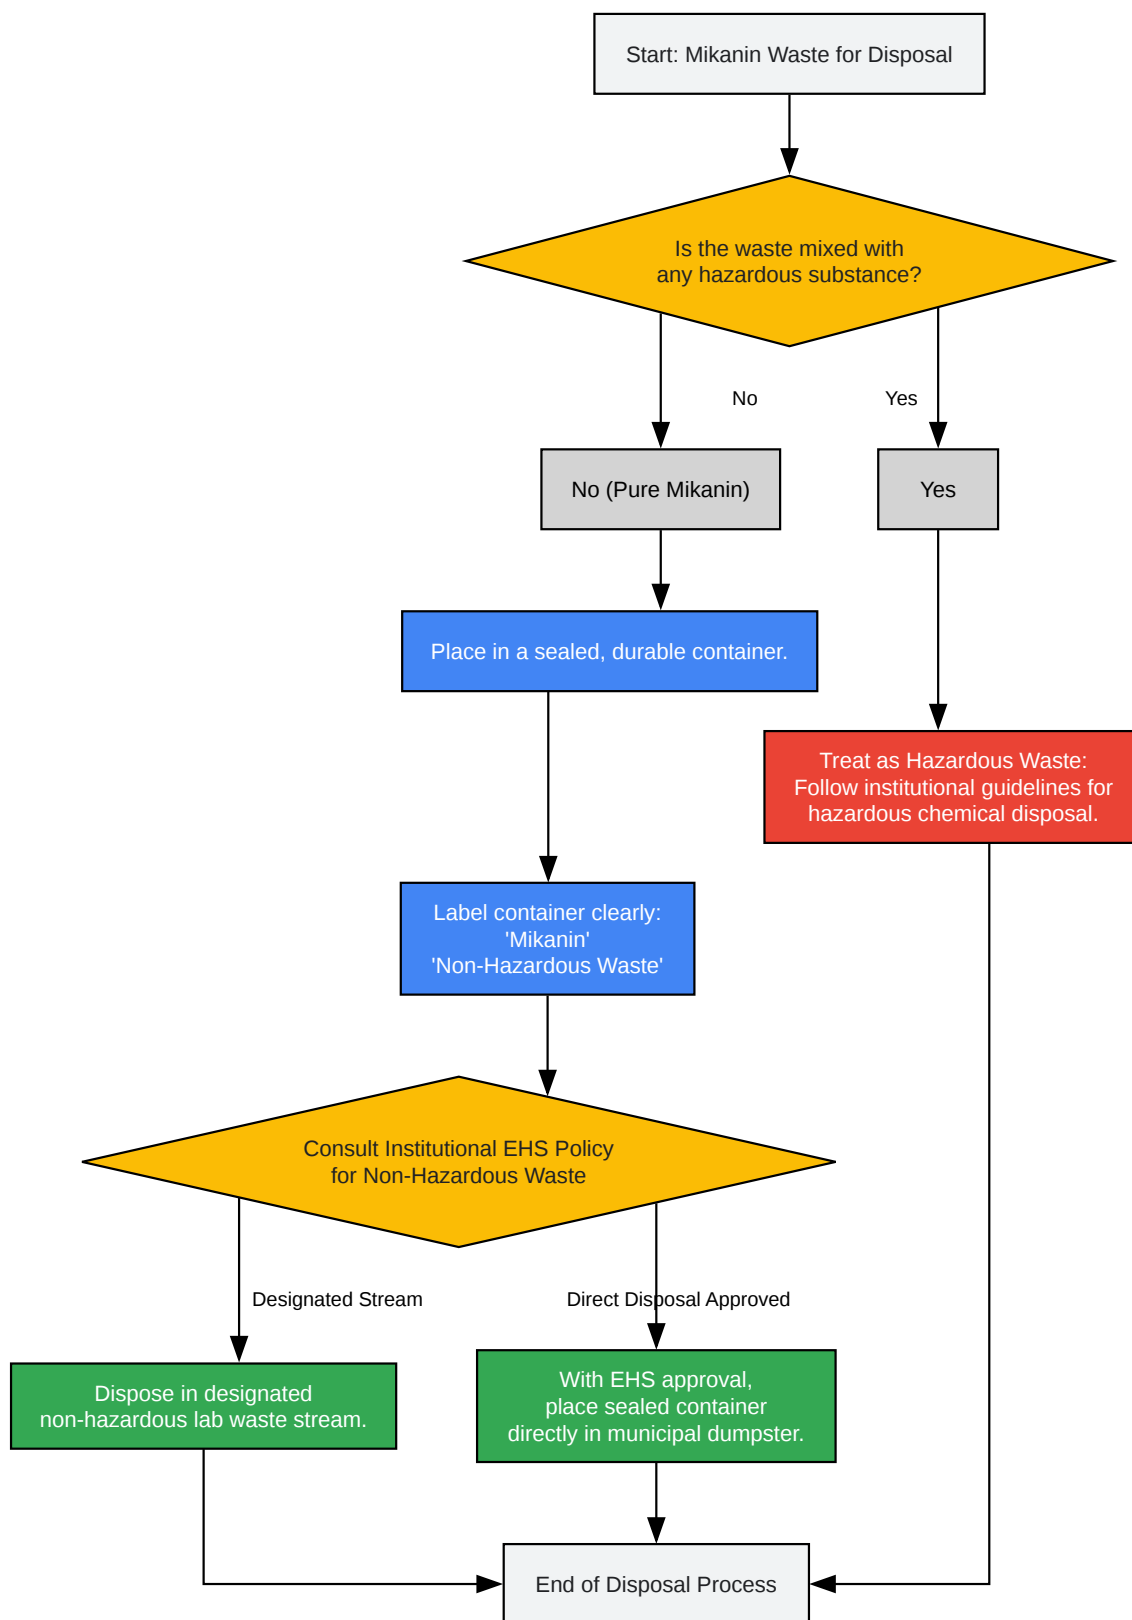 Start: Mikanin Waste for Disposal
Is the waste mixed with
any hazardous substance?
No
Yes
No (Pure Mikanin)
Yes
Place in a sealed, durable container.
Treat as Hazardous Waste:
Follow institutional guidelines for
hazardous chemical disposal.
Label container clearly:
'Mikanin'
'Non-Hazardous Waste'
Consult Institutional EHS Policy
for Non-Hazardous Waste
Designated Stream
Direct Disposal Approved
Dispose in designated
non-hazardous lab waste stream.
With EHS approval,
place sealed container
directly in municipal dumpster.
End of Disposal Process